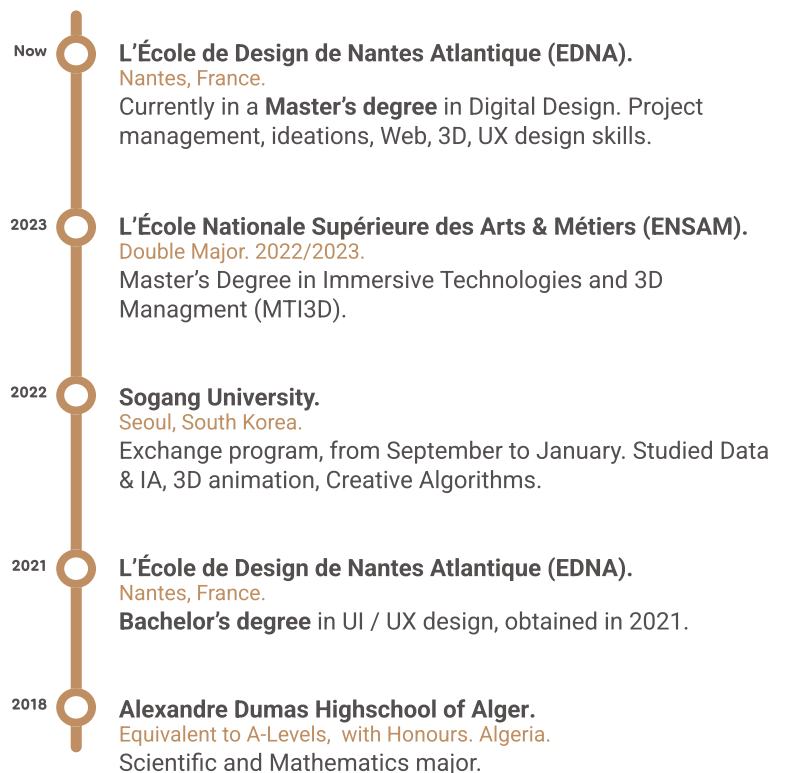 Now
L’École de Design de Nantes Atlantique (EDNA).
Nantes, France.
Currently in a Master’s degree in Digital Design. Project
management, ideations, Web, 3D, UX design skills.
2023
L’École Nationale Supérieure des Arts & Métiers (ENSAM).
Double Major. 2022/2023.
Master’s Degree in Immersive Technologies and 3D
Managment (MTI3D).
2022
Sogang University.
Seoul, South Korea.
Exchange program, from September to January. Studied Data
& IA, 3D animation, Creative Algorithms.
2021
L’École de Design de Nantes Atlantique (EDNA).
Nantes, France.
Bachelor’s degree in UI / UX design, obtained in 2021.
2018
Alexandre Dumas Highschool of Alger.
Equivalent to A-Levels,  with Honours. Algeria.
Scientific and Mathematics major.